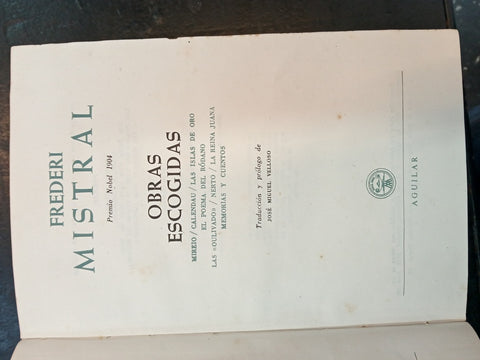 FREDERI
MISTRAL
Premio Nobel 1904
OBRAS
ESCOGIDAS
MIREIO / CALENDAU / LAS ISLAS DE ORO
EL POEMA DEL RÓDANO
LAS «OULIVADO» / NERTO / LA REINA JUANA
MEMORIAS Y CUENTOS
Traducción y prólogo de
JOSÉ MIGUEL VELLOSO
AGUILAR